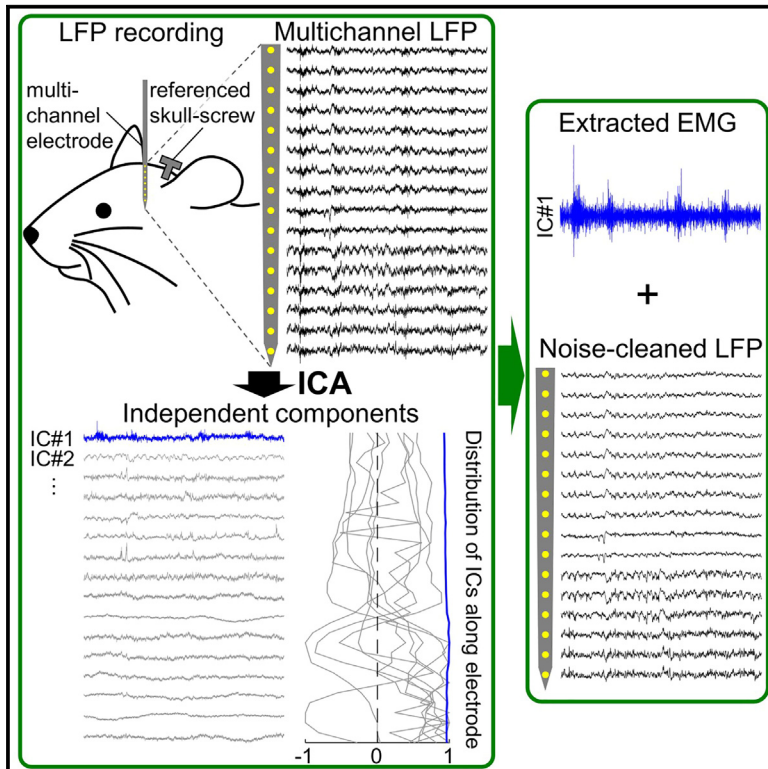 LFP recording
Multichannel LFP
multi-
channel
electrode
referenced
skull-screw
ICA
Independent components
IC#1
IC#2
⋮
Distribution of ICs along electrode
-1
0
1
Extracted EMG
IC#1
+
Noise-cleaned LFP